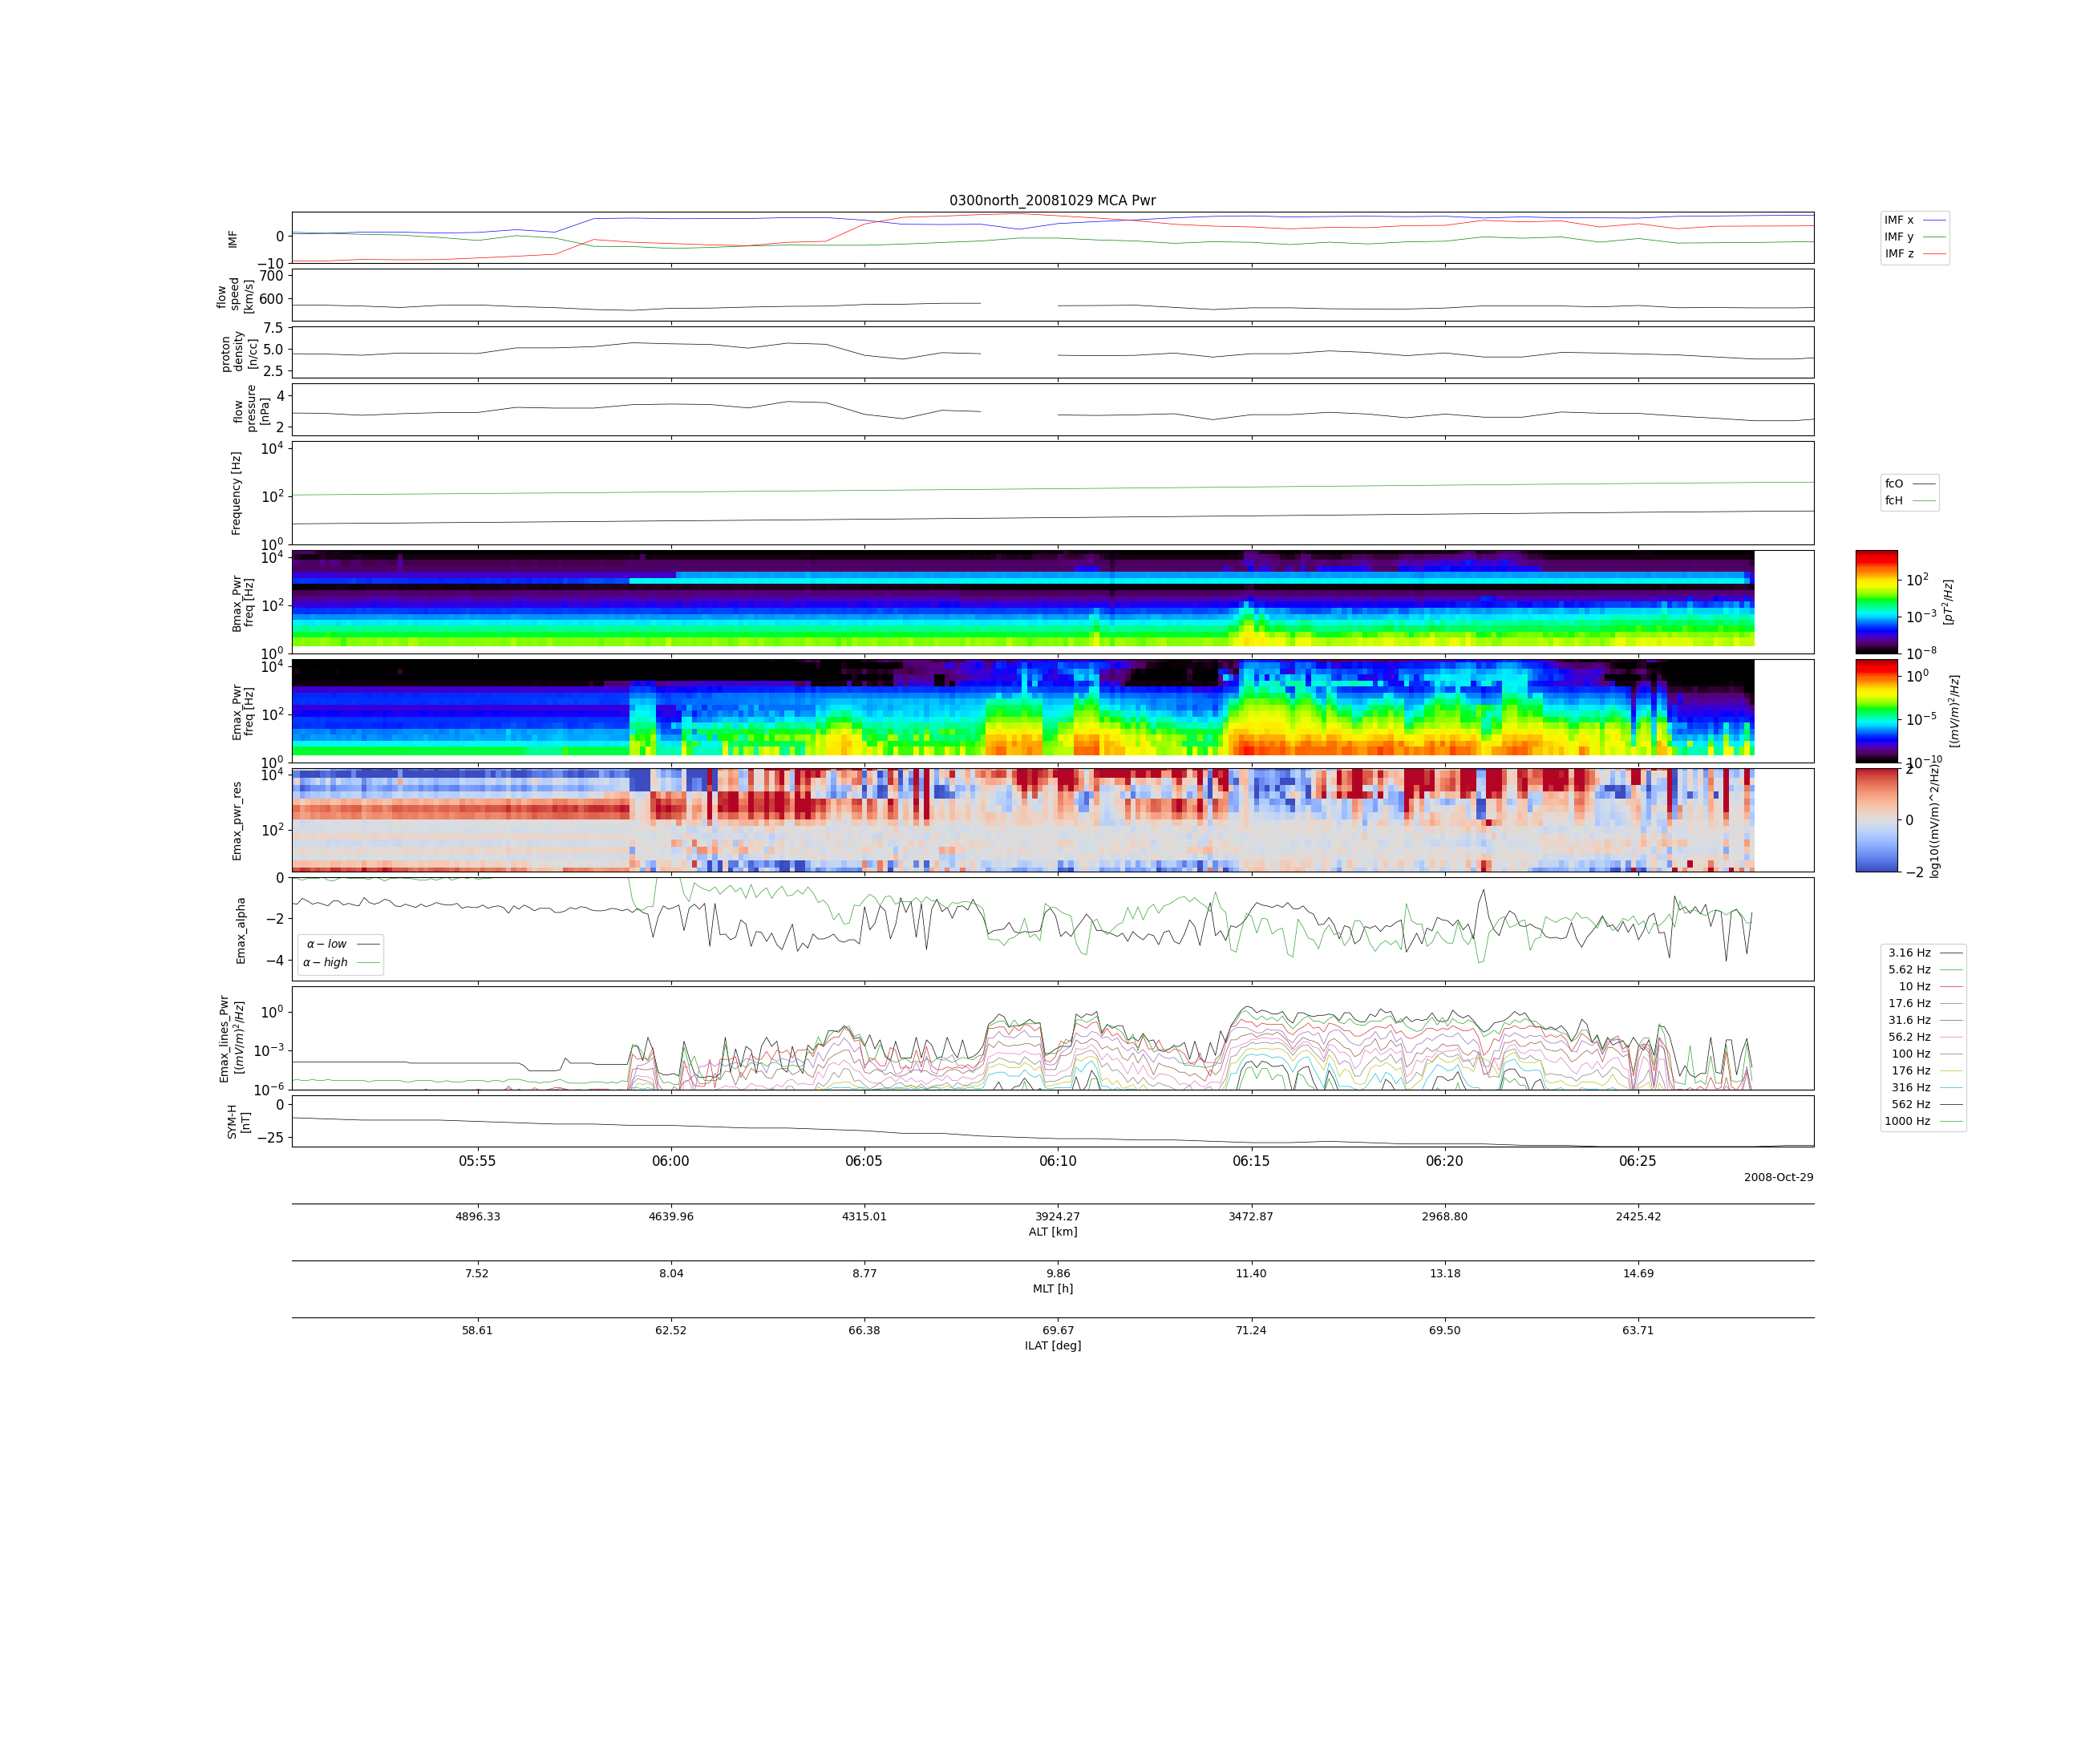 0300north_20081029 MCA Pwr
IMF
0
−10
IMF x
IMF y
IMF z
flow
speed
[km/s]
700
600
proton
density
[n/cc]
7.5
5.0
2.5
flow
pressure
[nPa]
4
2
Frequency [Hz]
10^4
10^2
10^0
fcO
fcH
Bmax_Pwr
freq [Hz]
10^4
10^2
10^0
10^2
10^−3
10^−8
[pT^2/Hz]
Emax_Pwr
freq [Hz]
10^4
10^2
10^0
10^0
10^−5
10^−10
[(mV/m)^2/Hz]
Emax_pwr_res
10^4
10^2
2
0
−2
log10((mV/m)^2/Hz)
Emax_alpha
0
−2
−4
α − low
α − high
Emax_lines_Pwr
[(mV/m)^2/Hz]
10^0
10^−3
10^−6
3.16 Hz
5.62 Hz
10 Hz
17.6 Hz
31.6 Hz
56.2 Hz
100 Hz
176 Hz
316 Hz
562 Hz
1000 Hz
SYM-H
[nT]
0
−25
05:55 06:00 06:05 06:10 06:15 06:20 06:25
2008-Oct-29
4896.33 4639.96 4315.01 3924.27 3472.87 2968.80 2425.42
ALT [km]
7.52 8.04 8.77 9.86 11.40 13.18 14.69
MLT [h]
58.61 62.52 66.38 69.67 71.24 69.50 63.71
ILAT [deg]